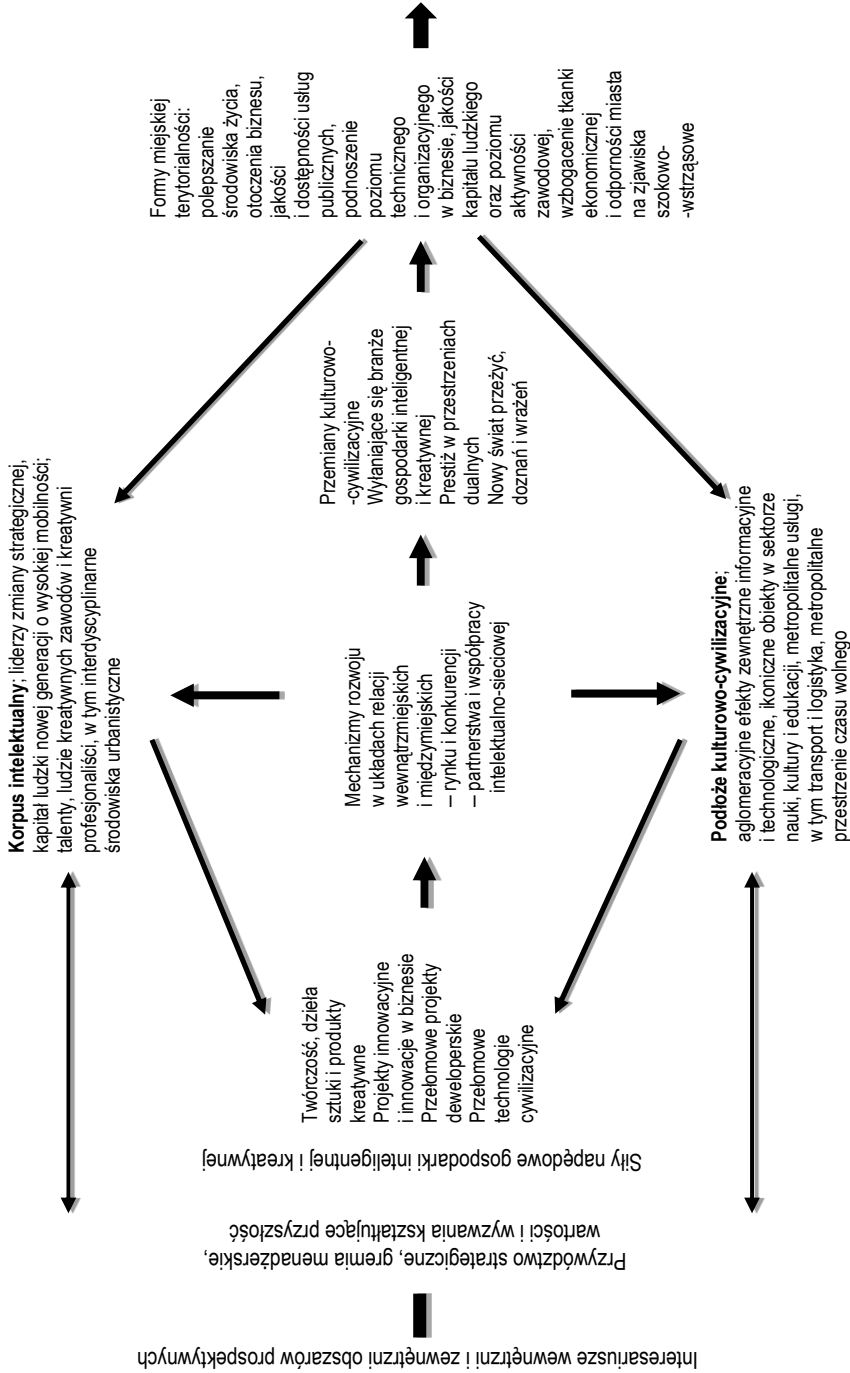 Interesariusze wewnętrzni i zewnętrzni obszarów prospektywnych
Przywództwo strategiczne, gremia menadżerskie,
wartości i wyzwania kształtujące przyszłość
Siły napędowe gospodarki inteligentnej i kreatywnej
Korpus intelektualny; liderzy zmiany strategicznej,
kapitał ludzki nowej generacji o wysokiej mobilności;
talenty, ludzie kreatywnych zawodów i kreatywni
profesjonaliści, w tym interdyscyplinarne
środowiska urbanistyczne
Twórczość, dzieła
sztuki i produkty
kreatywne
Projekty innowacyjne
i innowacje w biznesie
Przełomowe projekty
deweloperskie
Przełomowe
technologie
cywilizacyjne
Mechanizmy rozwoju
w układach relacji
wewnątrzmiejskich
i międzymiejskich
– rynku i konkurencji
– partnerstwa i współpracy
intelektualno-sieciowej
Przemiany kulturowo-
-cywilizacyjne
Wyłaniające się branże
gospodarki inteligentnej
i kreatywnej
Prestiż w przestrzeniach
dualnych
Nowy świat przeżyć,
doznań i wrażeń
Formy miejskiej
terytorialności:
polepszanie
środowiska życia,
otoczenia biznesu,
jakości
i dostępności usług
publicznych,
podnoszenie
poziomu
technicznego
i organizacyjnego
w biznesie, jakości
kapitału ludzkiego
oraz poziomu
aktywności
zawodowej,
wzbogacenie tkanki
ekonomicznej
i odporności miasta
na zjawiska
szokowo-
-wstrząsowe
Podłoże kulturowo-cywilizacyjne;
aglomeracyjne efekty zewnętrzne informacyjne
i technologiczne, ikoniczne obiekty w sektorze
nauki, kultury i edukacji, metropolitalne usługi,
w tym transport i logistyka, metropolitalne
przestrzenie czasu wolnego